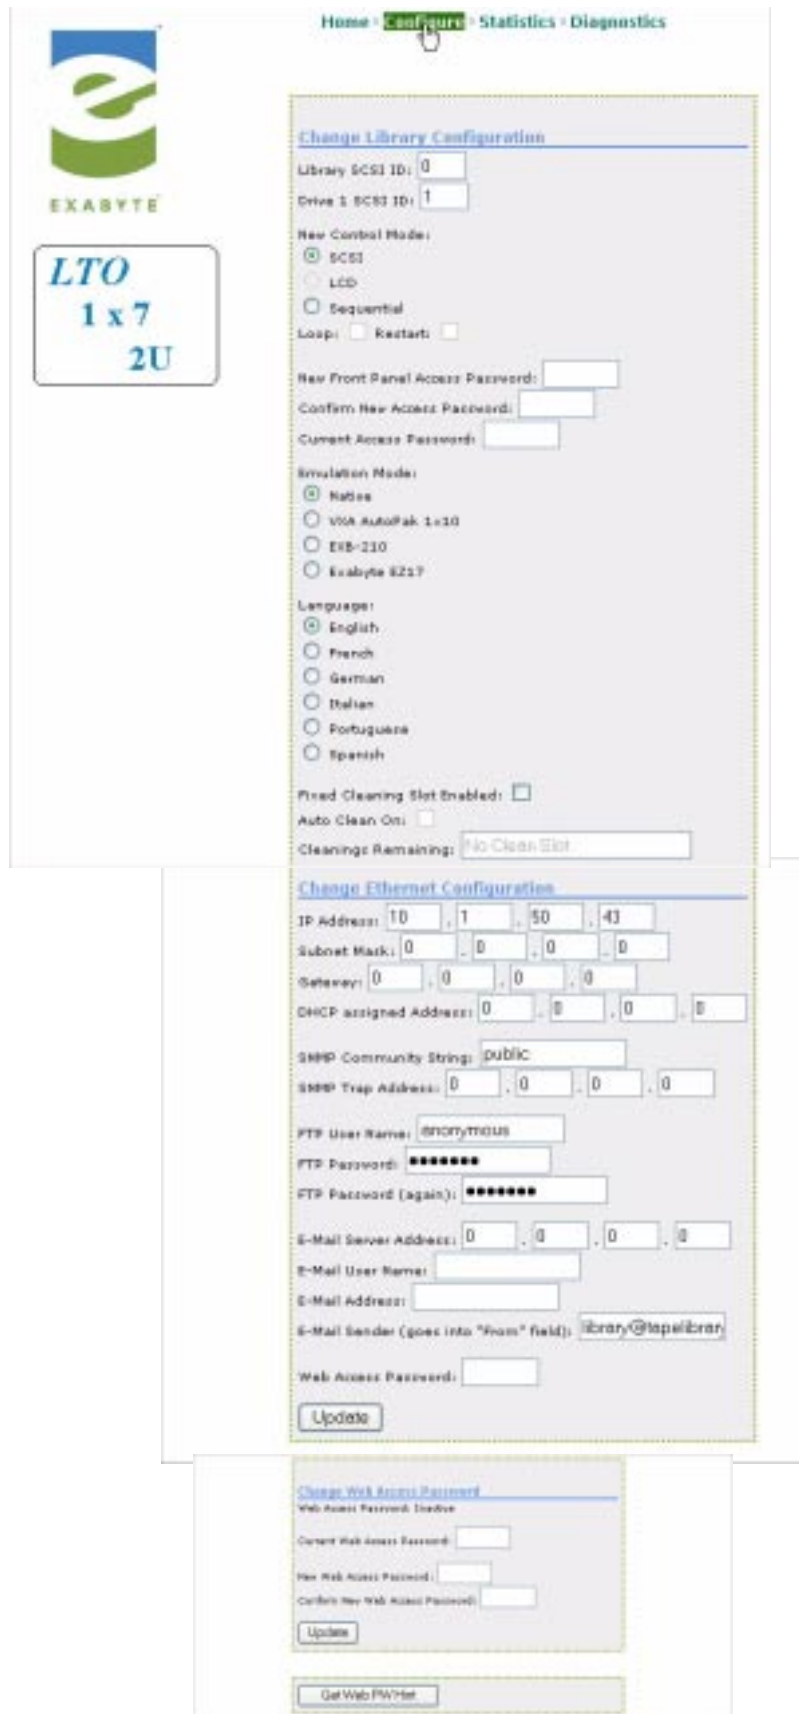 Home Configure Statistics Diagnostics
EXABYTE
LTO
1 x 7
2U
Change Library Configuration
Library SCSI ID: 0
Drive 1 SCSI ID: 1
New Control Mode:
SCSI
LCD
Sequential
Loop: Restart:
New Front Panel Access Password:
Confirm New Access Password:
Current Access Password:
Emulation Mode:
Native
VXA AutoPak 1x10
EXB-210
Exabyte EZ17
Language:
English
French
German
Italian
Portuguese
Spanish
Fixed Cleaning Slot Enabled:
Auto Clean On:
Cleanings Remaining: No Clean Slot
Change Ethernet Configuration
IP Address: 10 . 1 . 50 . 43
Subnet Mask: 0 . 0 . 0 . 0
Gateway: 0 . 0 . 0 . 0
DHCP assigned Address: 0 . 0 . 0 . 0
SNMP Community String: public
SNMP Trap Address: 0 . 0 . 0 . 0
FTP User Name: anonymous
FTP Password: •••••••
FTP Password (again): •••••••
E-Mail Server Address: 0 . 0 . 0 . 0
E-Mail User Name:
E-Mail Address:
E-Mail Sender (goes into "From" field): library@tapelibrary
Web Access Password:
Update
Change Web Access Password
Web Access Password: Inactive
Current Web Access Password:
New Web Access Password:
Confirm New Web Access Password:
Update
Get Web PW Hint